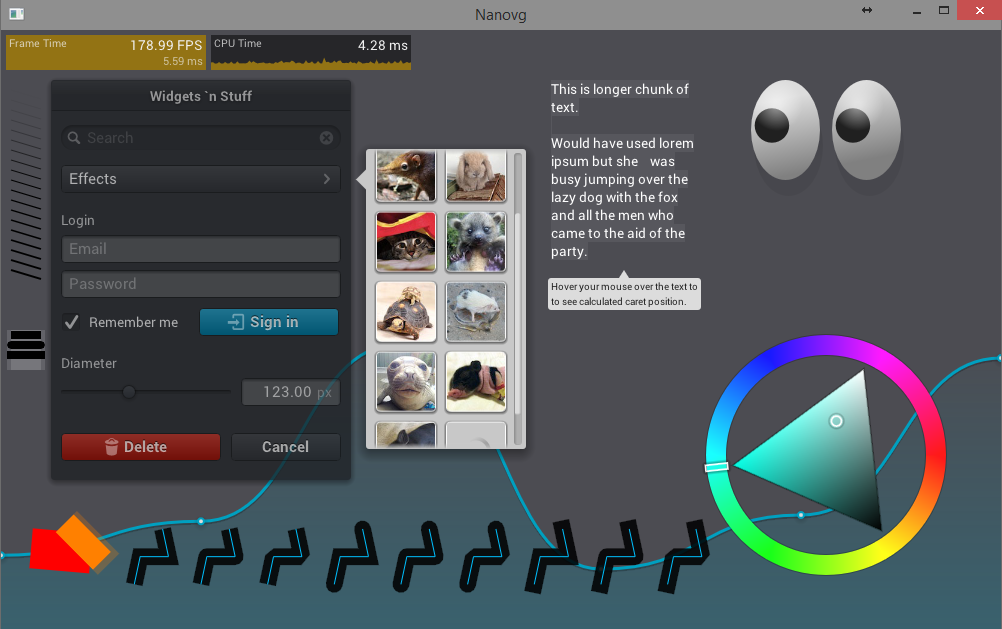 Nanovg
Frame Time
178.99 FPS
5.59 ms
CPU Time
4.28 ms
Widgets `n Stuff
Search
Effects
Login
Email
Password
Remember me
Sign in
Diameter
123.00 px
Delete
Cancel
This is longer chunk of
text.
Would have used lorem
ipsum but she   was
busy jumping over the
lazy dog with the fox
and all the men who
came to the aid of the
party.
Hover your mouse over the text to
to see calculated caret position.